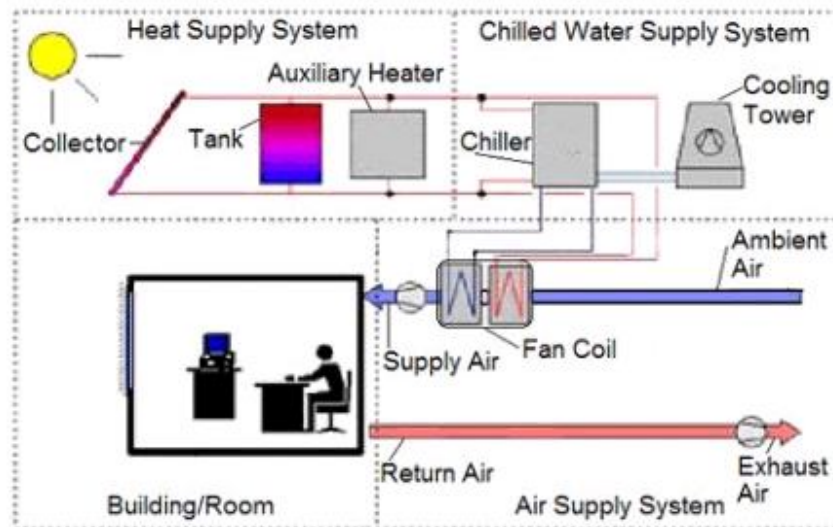 Heat Supply System
Chilled Water Supply System
Auxiliary Heater
Cooling
Tower
Collector
Tank
Chiller
Ambient
Air
Supply Air
Fan Coil
Return Air
Exhaust
Air
Building/Room
Air Supply System